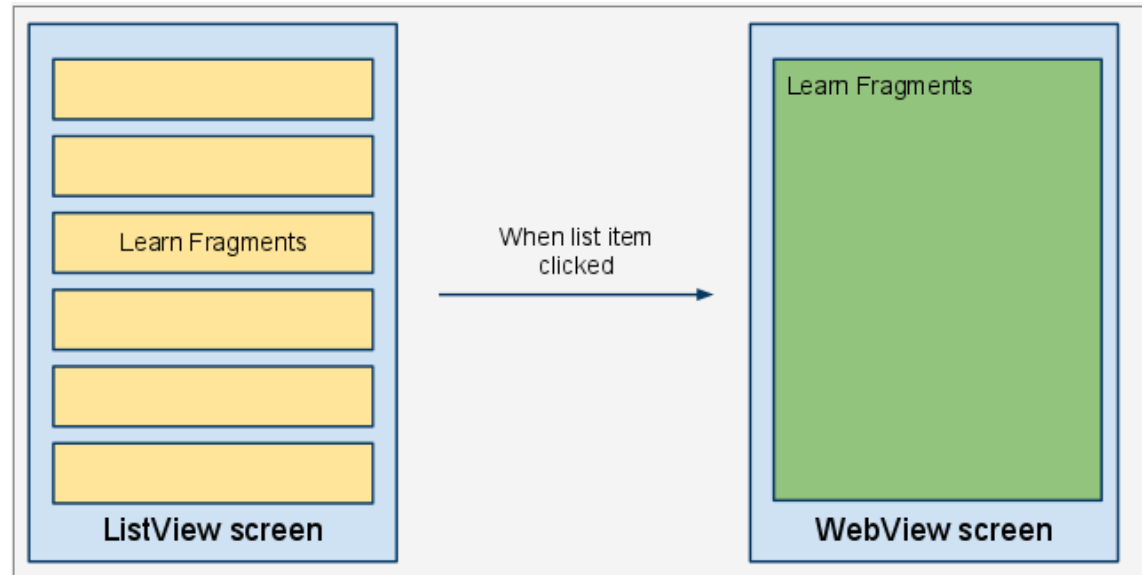 Learn Fragments
ListView screen
When list item
clicked
Learn Fragments
WebView screen